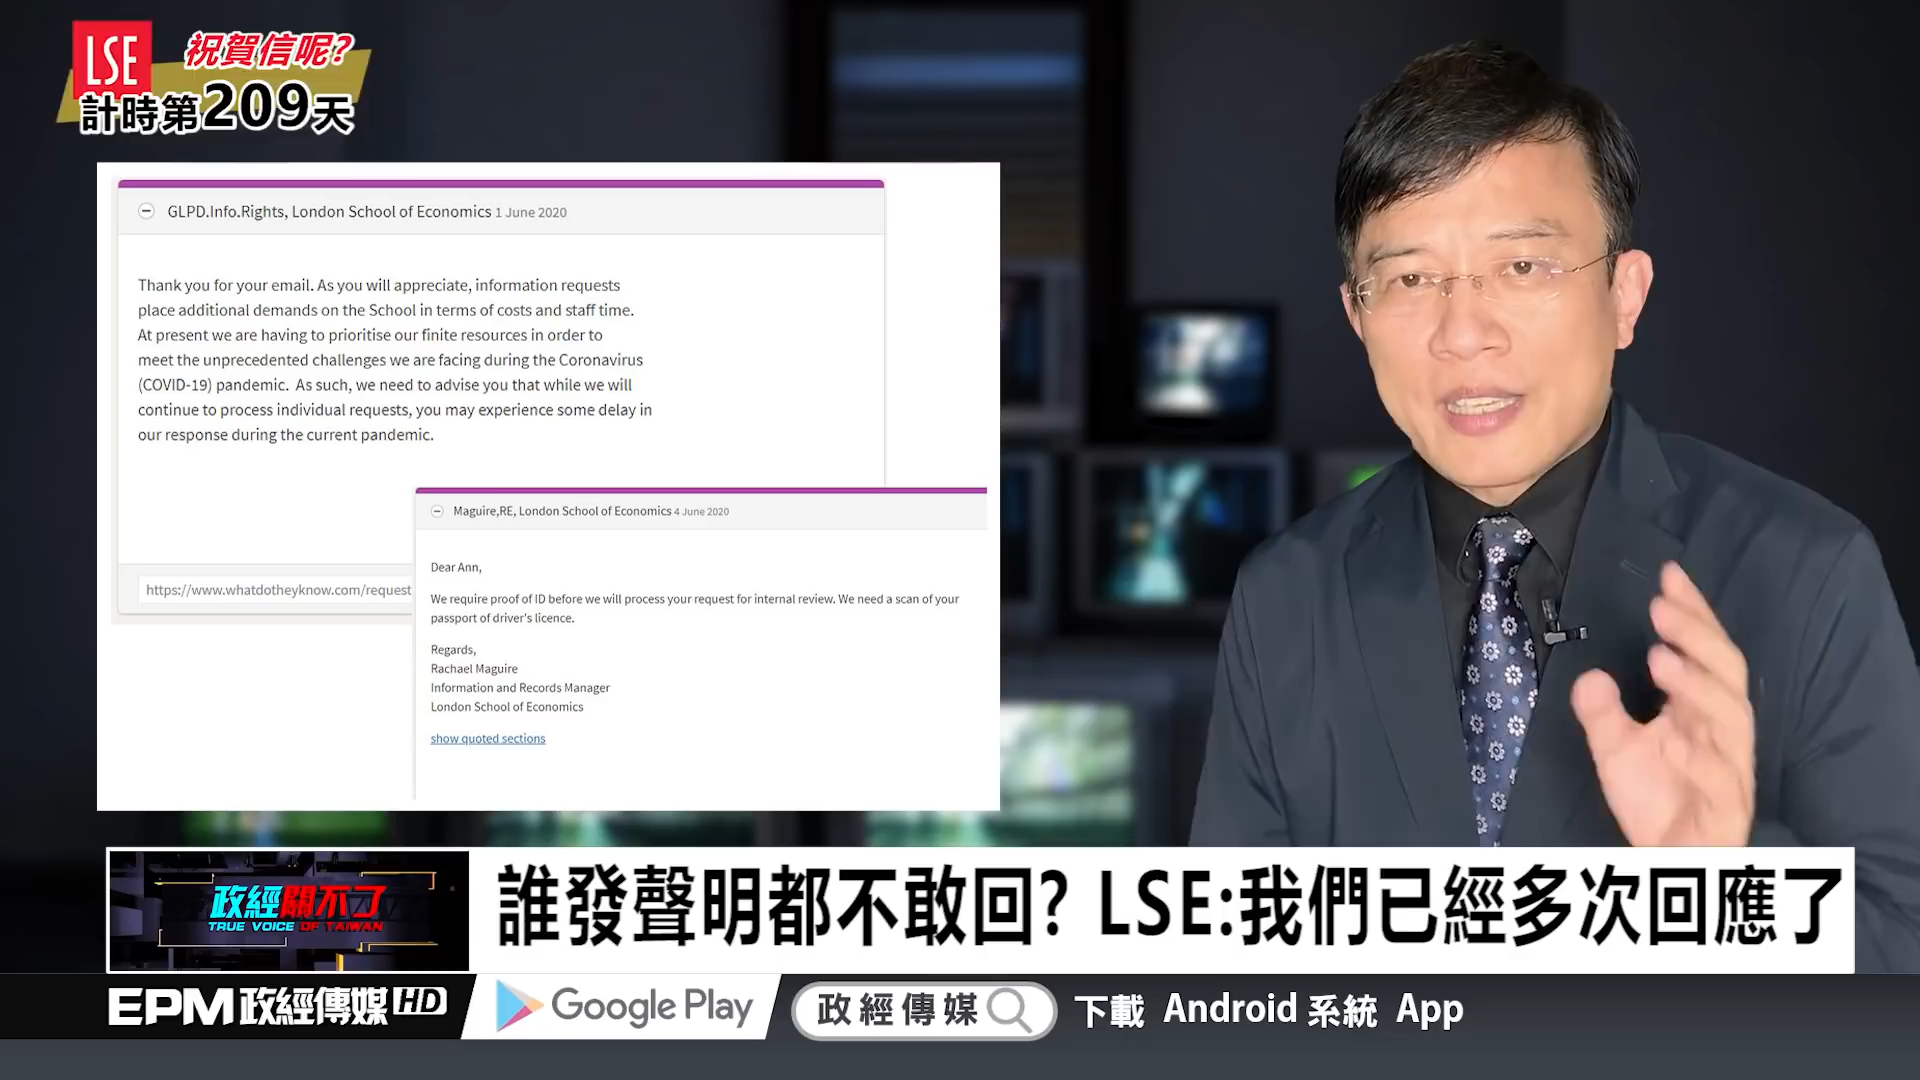 LSE
祝賀信呢?
計時第209天
GLPD.Info.Rights, London School of Economics 1 June 2020
Thank you for your email. As you will appreciate, information requests
place additional demands on the School in terms of costs and staff time.
At present we are having to prioritise our finite resources in order to
meet the unprecedented challenges we are facing during the Coronavirus
(COVID-19) pandemic.  As such, we need to advise you that while we will
continue to process individual requests, you may experience some delay in
our response during the current pandemic.
https://www.whatdotheyknow.com/request
Maguire,RE, London School of Economics 4 June 2020
Dear Ann,
We require proof of ID before we will process your request for internal review. We need a scan of your
passport of driver's licence.
Regards,
Rachael Maguire
Information and Records Manager
London School of Economics
show quoted sections
政經關不了
TRUE VOICE OF TAIWAN
誰發聲明都不敢回? LSE:我們已經多次回應了
EPM政經傳媒HD
Google Play
政經傳媒
下載 Android 系統 App